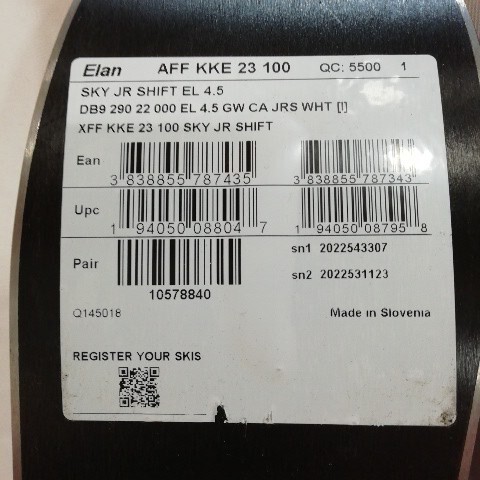 Elan AFF KKE 23 100 QC: 5500 1
SKY JR SHIFT EL 4.5
DB9 290 22 000 EL 4.5 GW CA JRS WHT [!]
XFF KKE 23 100 SKY JR SHIFT
Ean 3 838855 787435 3 838855 787343
Upc 1 94050 08804 7 1 94050 08795 8
Pair 10578840
sn1 2022543307
sn2 2022531123
Q145018 Made in Slovenia
REGISTER YOUR SKIS